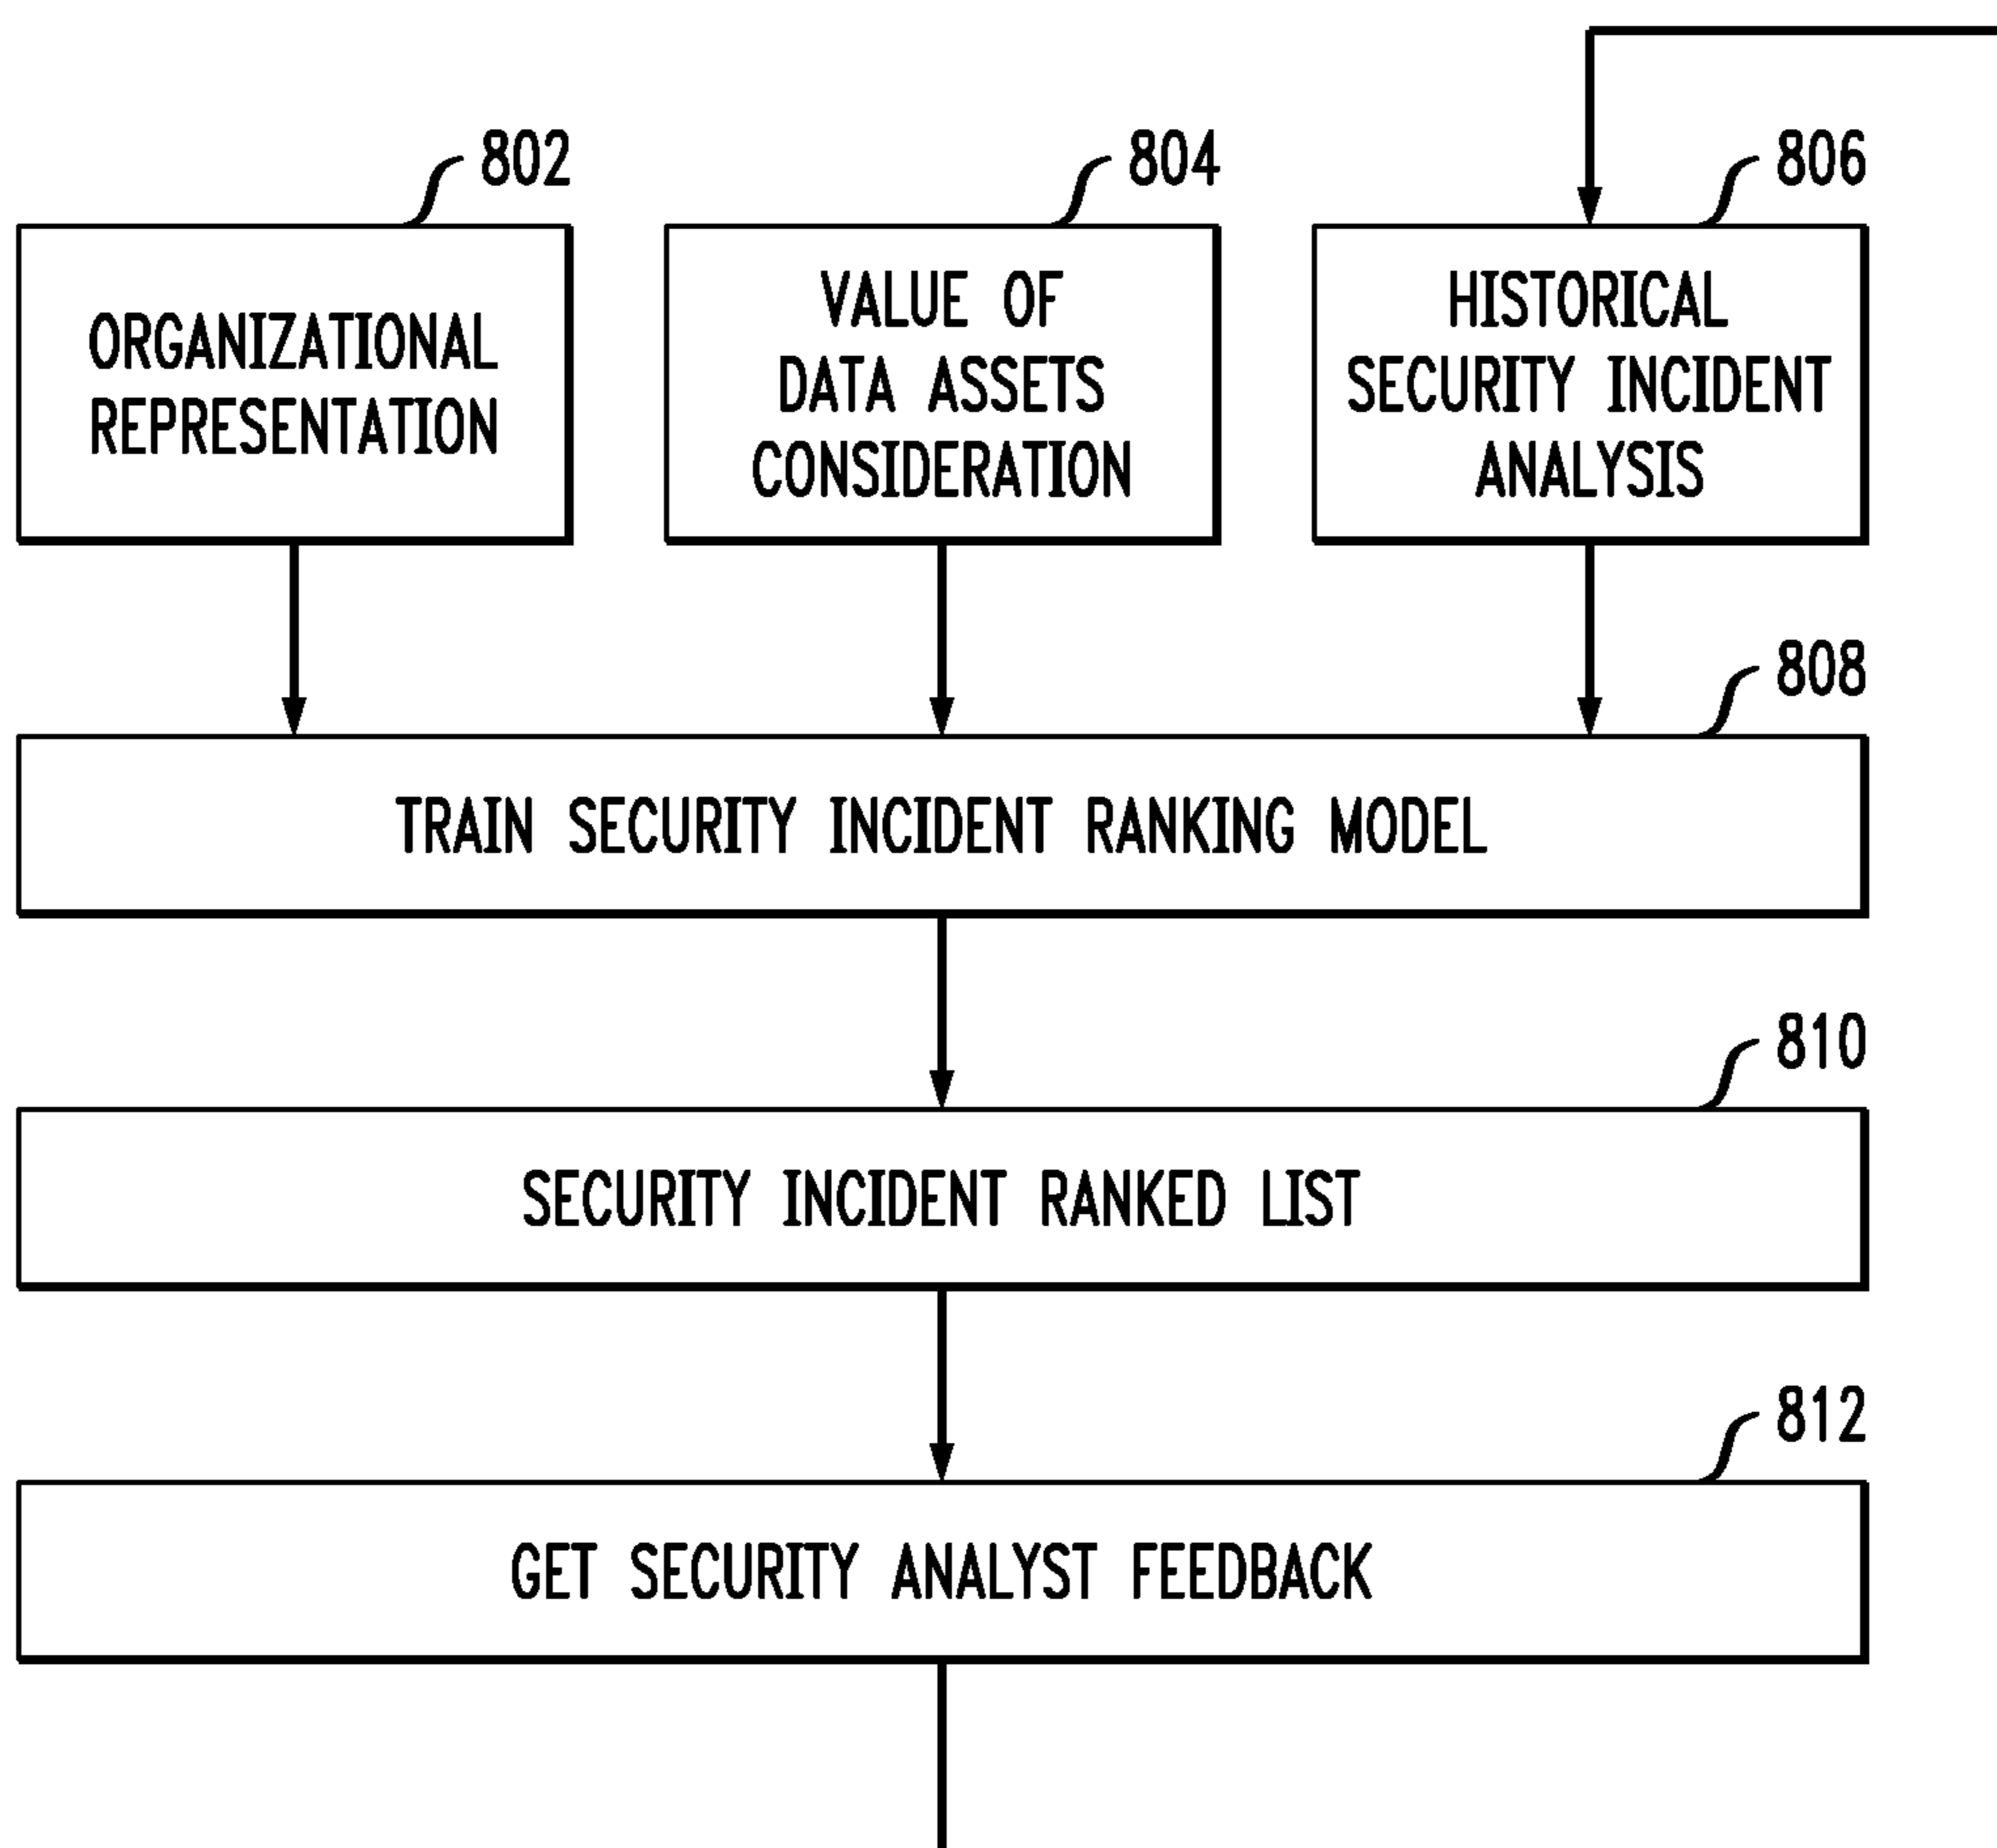 802
ORGANIZATIONAL
REPRESENTATION
804
VALUE OF
DATA ASSETS
CONSIDERATION
806
HISTORICAL
SECURITY INCIDENT
ANALYSIS
808
TRAIN SECURITY INCIDENT RANKING MODEL
810
SECURITY INCIDENT RANKED LIST
812
GET SECURITY ANALYST FEEDBACK